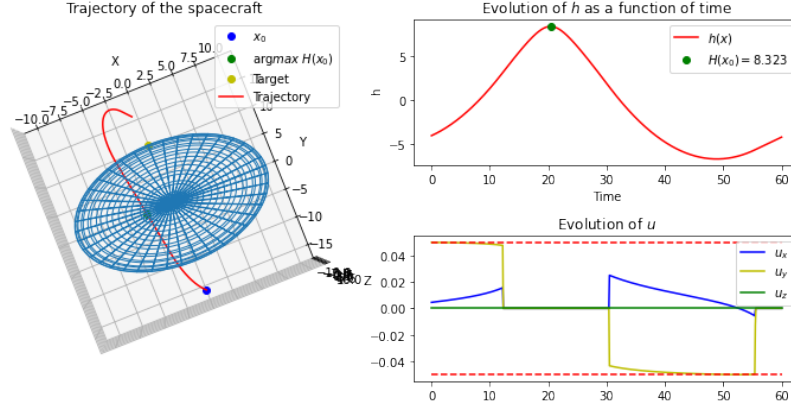 Trajectory of the spacecraft
x₀
argmax H(x₀)
Target
Trajectory
X
−10.0
−7.5
−5.0
−2.5
0.0
2.5
5.0
7.5
10.0
10
5
0
−5
−10
−15
Y
Z
Evolution of h as a function of time
h(x)
H(x₀) = 8.323
h
5
0
−5
0 10 20 30 40 50 60
Time
Evolution of u
uₓ
u_y
u_z
0.04
0.02
0.00
−0.02
−0.04
0 10 20 30 40 50 60